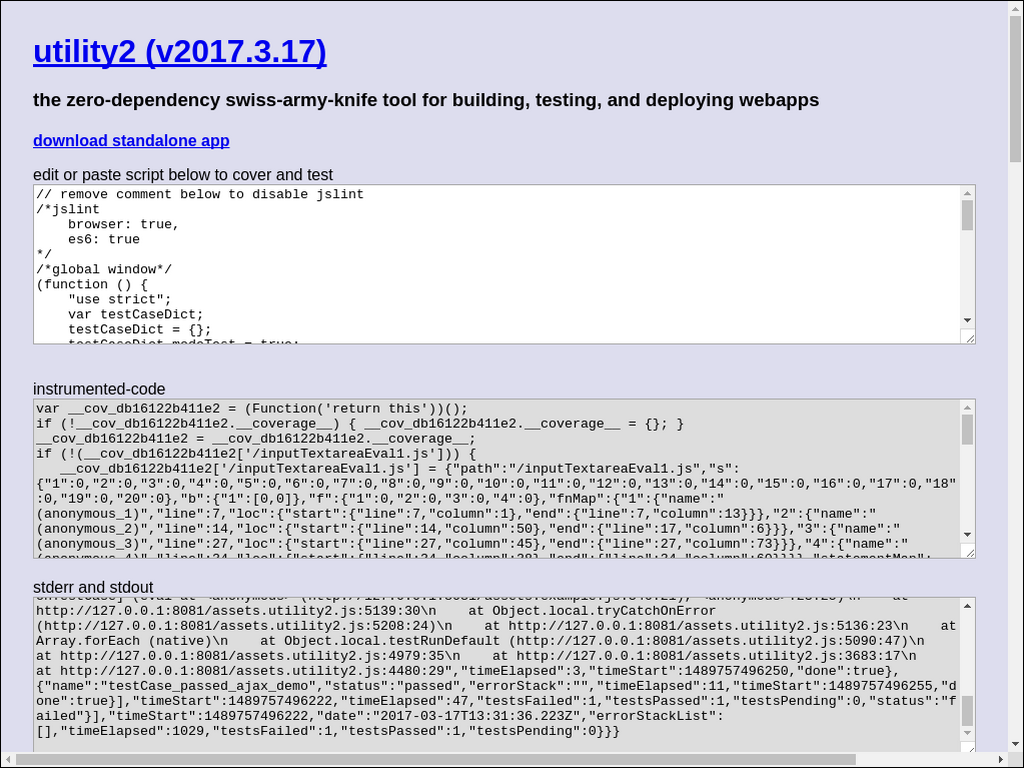 utility2 (v2017.3.17)
the zero-dependency swiss-army-knife tool for building, testing, and deploying webapps
download standalone app
edit or paste script below to cover and test
// remove comment below to disable jslint
/*jslint
    browser: true,
    es6: true
*/
/*global window*/
(function () {
    "use strict";
    var testCaseDict;
    testCaseDict = {};
    testCaseDict.modeTest = true;
instrumented-code
var __cov_db16122b411e2 = (Function('return this'))();
if (!__cov_db16122b411e2.__coverage__) { __cov_db16122b411e2.__coverage__ = {}; }
__cov_db16122b411e2 = __cov_db16122b411e2.__coverage__;
if (!(__cov_db16122b411e2['/inputTextareaEval1.js'])) {
   __cov_db16122b411e2['/inputTextareaEval1.js'] = {"path":"/inputTextareaEval1.js","s":
{"1":0,"2":0,"3":0,"4":0,"5":0,"6":0,"7":0,"8":0,"9":0,"10":0,"11":0,"12":0,"13":0,"14":0,"15":0,"16":0,"17":0,"18"
:0,"19":0,"20":0},"b":{"1":[0,0]},"f":{"1":0,"2":0,"3":0,"4":0},"fnMap":{"1":{"name":"
(anonymous_1)","line":7,"loc":{"start":{"line":7,"column":1},"end":{"line":7,"column":13}}},"2":{"name":"
(anonymous_2)","line":14,"loc":{"start":{"line":14,"column":50},"end":{"line":17,"column":6}}},"3":{"name":"
(anonymous_3)","line":27,"loc":{"start":{"line":27,"column":45},"end":{"line":27,"column":73}}},"4":{"name":"
stderr and stdout
http://127.0.0.1:8081/assets.utility2.js:5139:30\n    at Object.local.tryCatchOnError
(http://127.0.0.1:8081/assets.utility2.js:5208:24)\n    at http://127.0.0.1:8081/assets.utility2.js:5136:23\n    at
Array.forEach (native)\n    at Object.local.testRunDefault (http://127.0.0.1:8081/assets.utility2.js:5090:47)\n
at http://127.0.0.1:8081/assets.utility2.js:4979:35\n    at http://127.0.0.1:8081/assets.utility2.js:3683:17\n
at http://127.0.0.1:8081/assets.utility2.js:4480:29","timeElapsed":3,"timeStart":1489757496250,"done":true},
{"name":"testCase_passed_ajax_demo","status":"passed","errorStack":"","timeElapsed":11,"timeStart":1489757496255,"d
one":true}],"timeStart":1489757496222,"timeElapsed":47,"testsFailed":1,"testsPassed":1,"testsPending":0,"status":"f
ailed"}],"timeStart":1489757496222,"date":"2017-03-17T13:31:36.223Z","errorStackList":
[],"timeElapsed":1029,"testsFailed":1,"testsPassed":1,"testsPending":0}}}